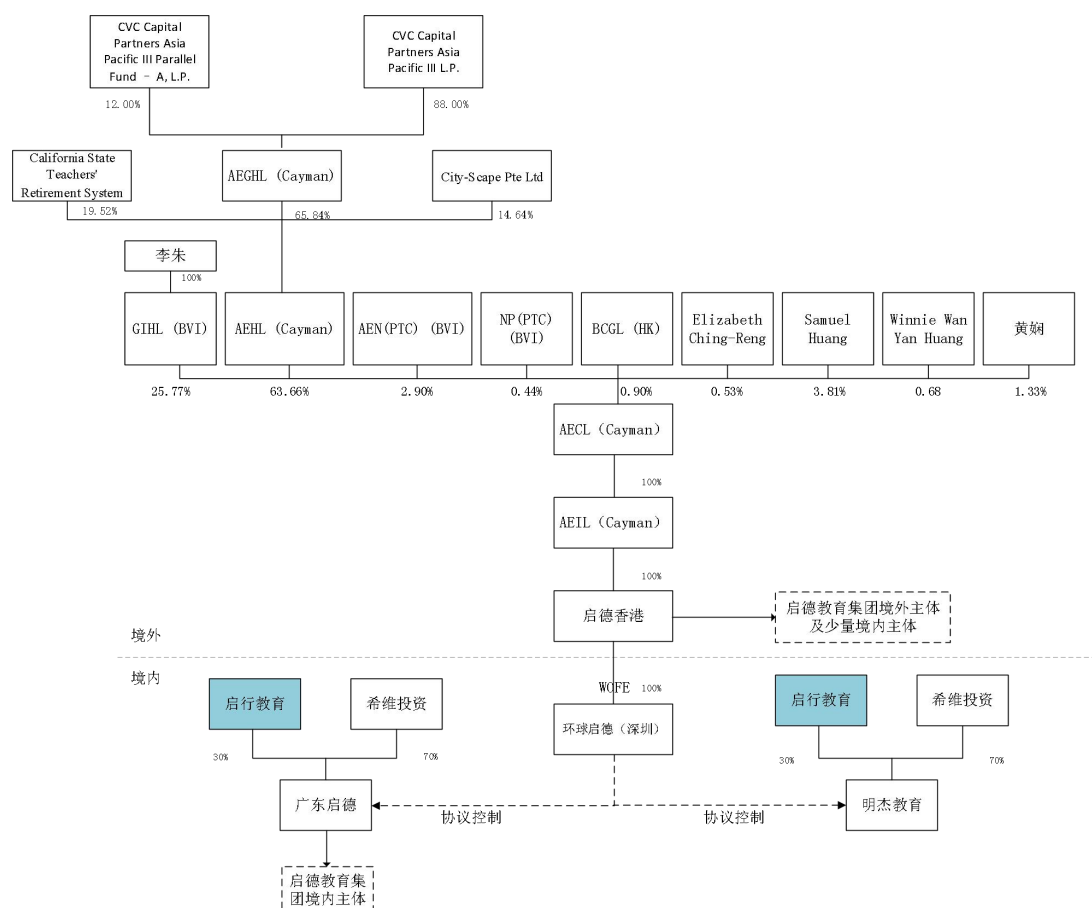 CVC Capital
Partners Asia
Pacific III Parallel
Fund – A, L.P.
CVC Capital
Partners Asia
Pacific III L.P.
12.00%
88.00%
California State
Teachers'
Retirement System
AEGHL (Cayman)
City-Scape Pte Ltd
19.52%
65.84%
14.64%
李朱
100%
GIHL (BVI)
AEHL (Cayman)
AEN(PTC) (BVI)
NP(PTC)
(BVI)
BCGL (HK)
Elizabeth
Ching-Reng
Samuel
Huang
Winnie Wan
Yan Huang
黄娴
25.77%
63.66%
2.90%
0.44%
0.90%
0.53%
3.81%
0.68
1.33%
AECL (Cayman)
100%
AEIL (Cayman)
100%
启德香港
启德教育集团境外主体
及少量境内主体
境外
境内
WOFE 100%
启行教育
希维投资
环球启德（深圳）
启行教育
希维投资
30%
70%
30%
70%
广东启德
协议控制
协议控制
明杰教育
启德教育集
团境内主体